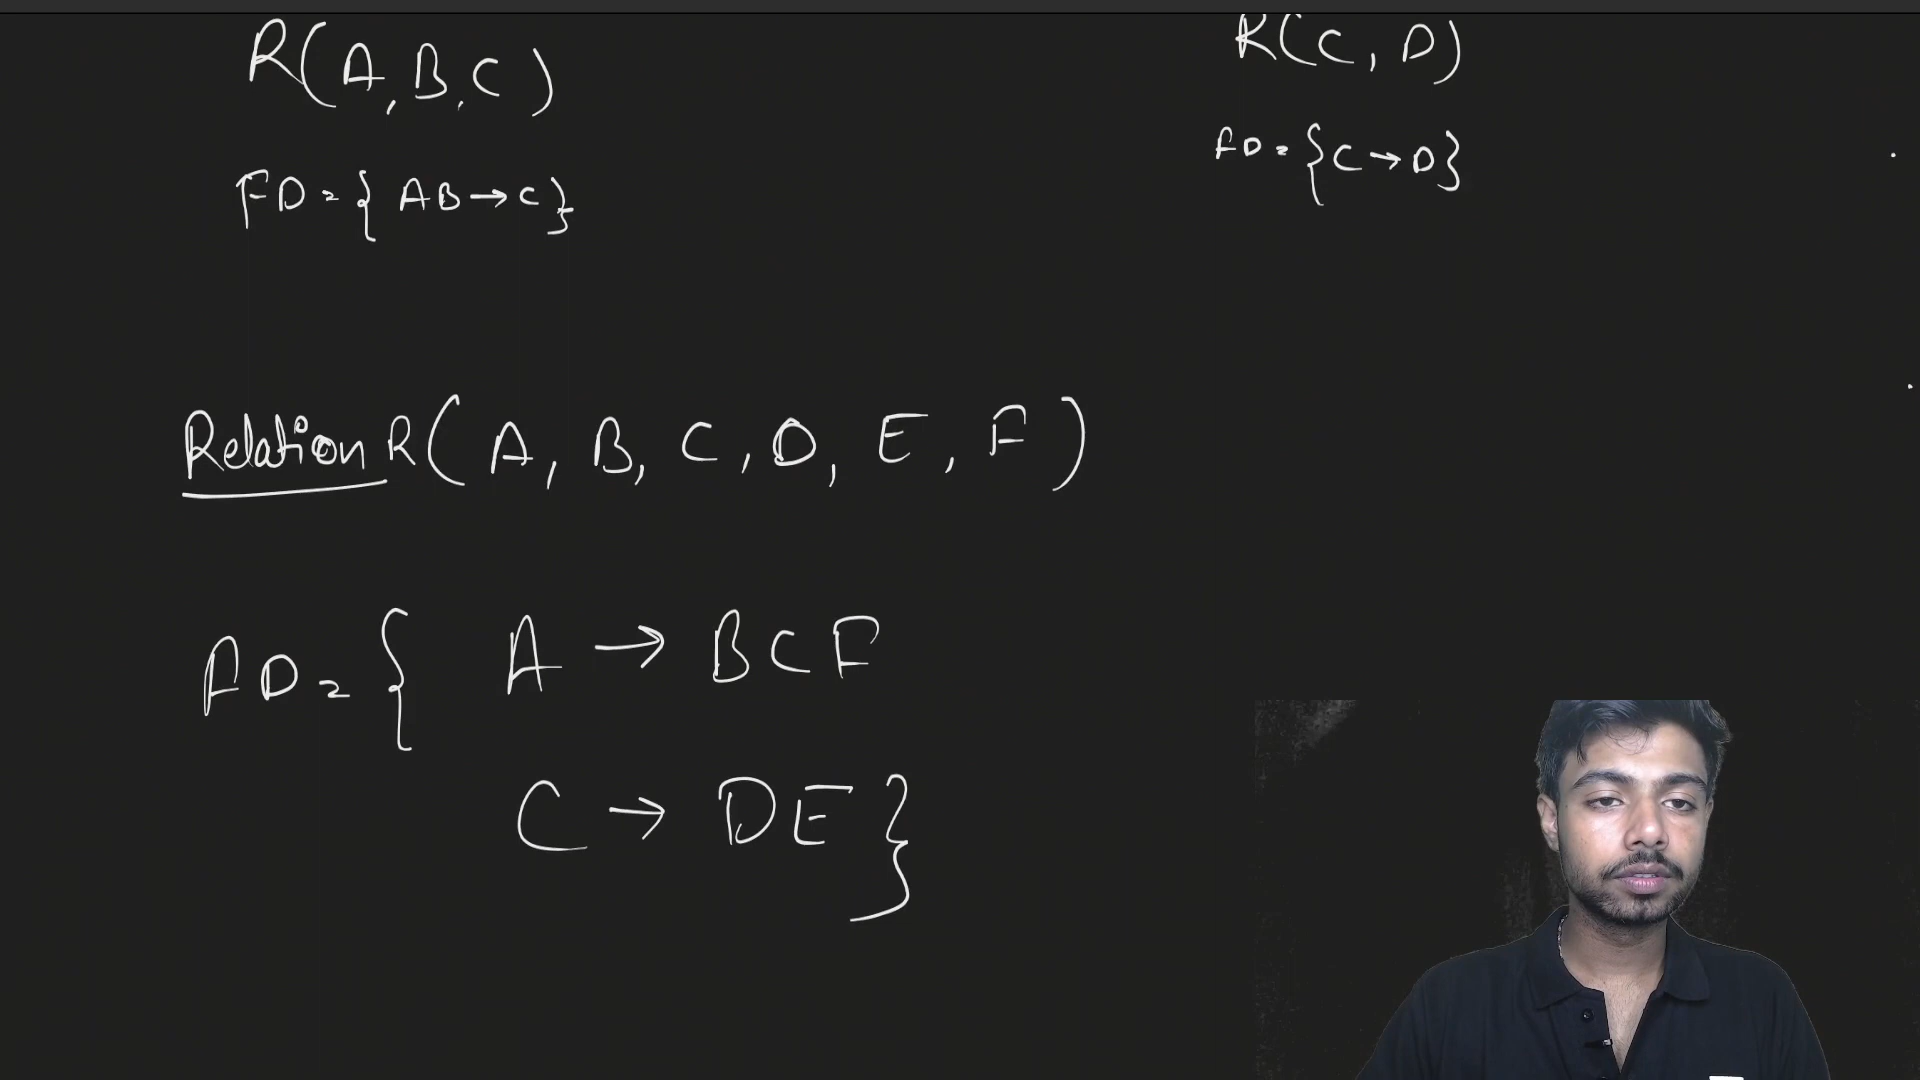 R(A,B,C)
R(C,D)
FD={AB→C}
FD={C→D}
Relation R(A,B,C,D,E,F)
FD={ A→BCF
C→DE}